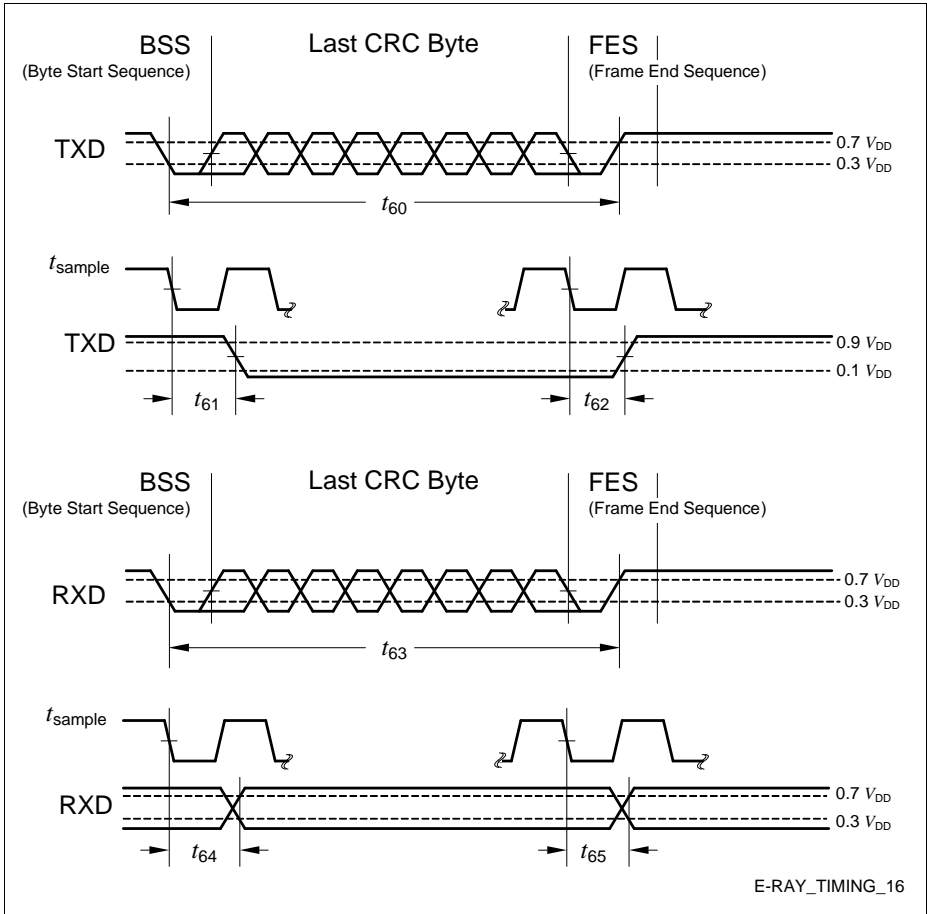 BSS Last CRC Byte FES
(Byte Start Sequence) (Frame End Sequence)
TXD 0.7 VDD
0.3 VDD
t60
tsample
TXD 0.9 VDD
0.1 VDD
t61 t62
BSS Last CRC Byte FES
(Byte Start Sequence) (Frame End Sequence)
RXD 0.7 VDD
0.3 VDD
t63
tsample
RXD 0.7 VDD
0.3 VDD
t64 t65
E-RAY_TIMING_16